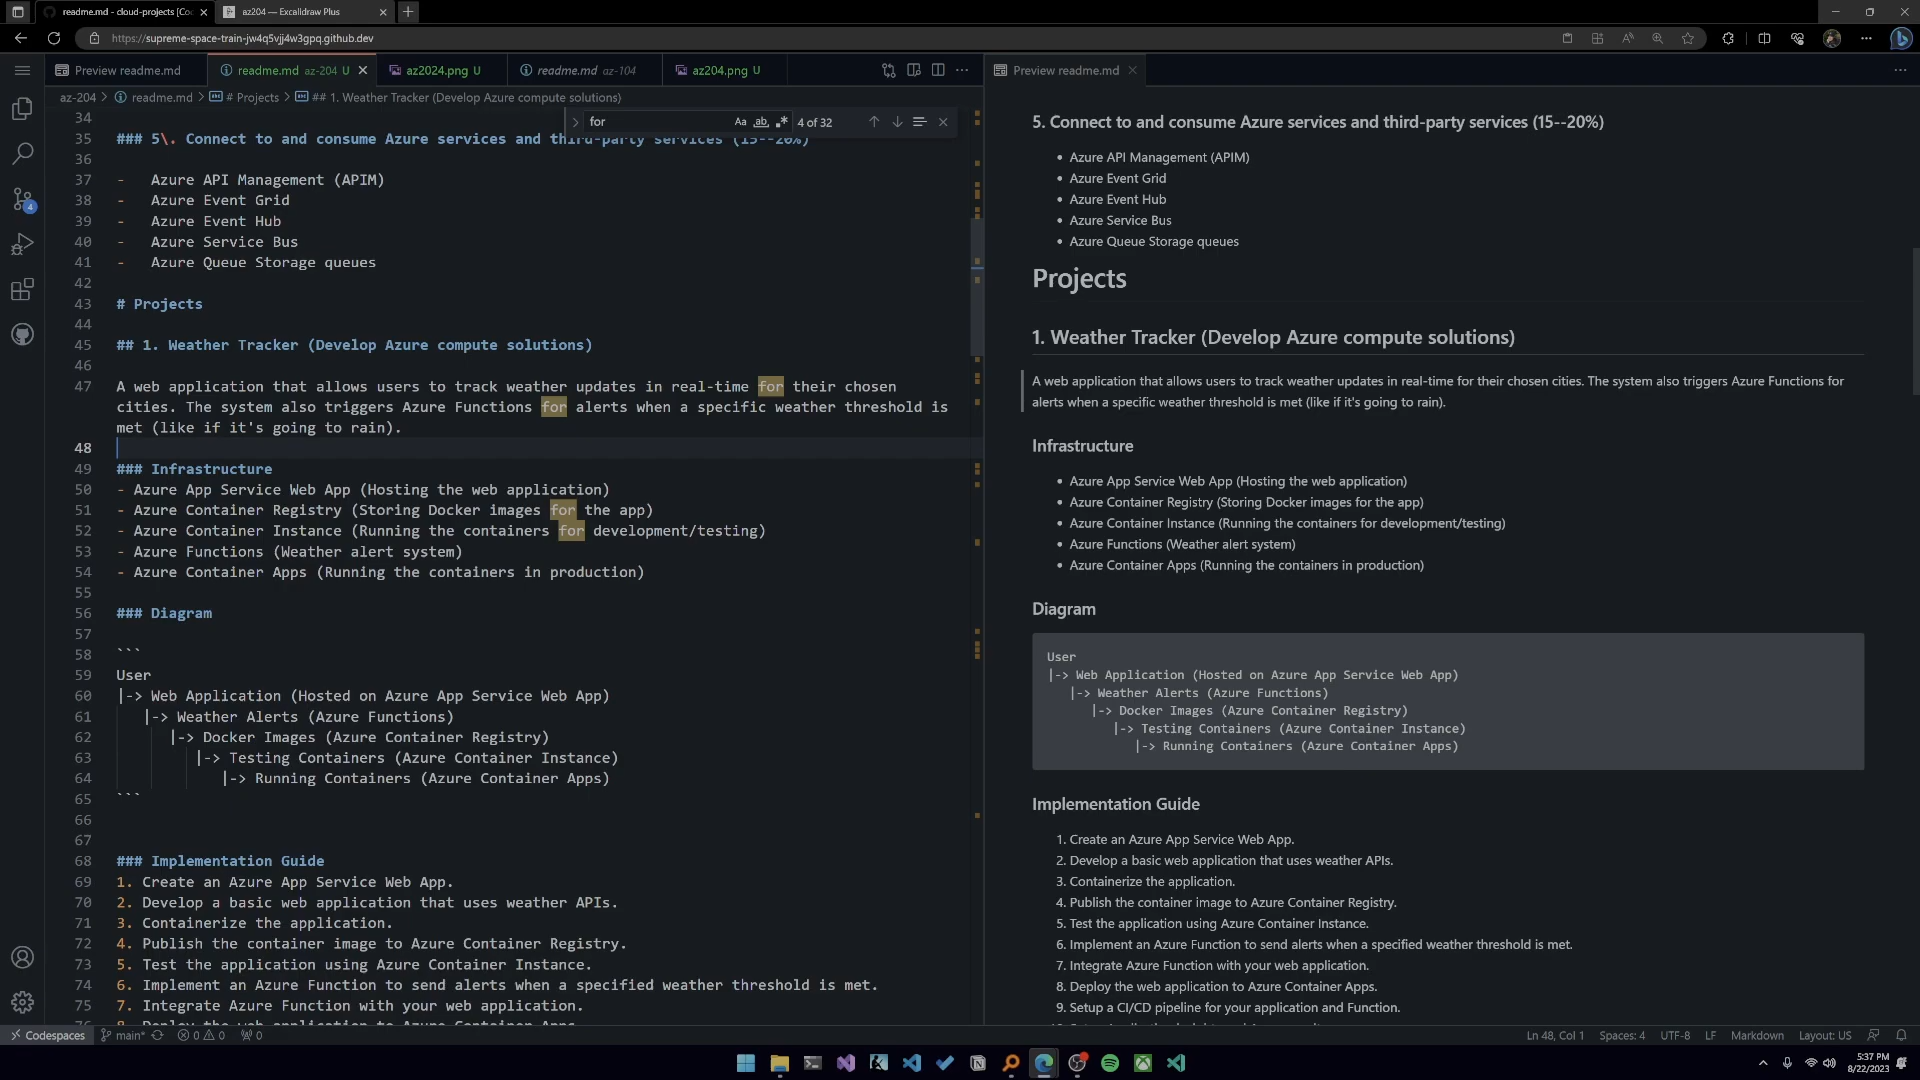 readme.md - cloud-projects [Co
az204 — Excalidraw Plus
https://supreme-space-train-jw4q5vjj4w3gpq.github.dev
Preview readme.md
readme.md az-204 U
az2024.png U
readme.md az-104
az204.png U
Preview readme.md
az-204 > readme.md > # Projects > ## 1. Weather Tracker (Develop Azure compute solutions)
for
Aa
ab
4 of 32
34
35 ### 5\. Connect to and consume Azure services and third-party services (15--20%)
36
37 - Azure API Management (APIM)
38 - Azure Event Grid
39 - Azure Event Hub
40 - Azure Service Bus
41 - Azure Queue Storage queues
42
43 # Projects
44
45 ## 1. Weather Tracker (Develop Azure compute solutions)
46
47 A web application that allows users to track weather updates in real-time for their chosen
cities. The system also triggers Azure Functions for alerts when a specific weather threshold is
met (like if it's going to rain).
48
49 ### Infrastructure
50 - Azure App Service Web App (Hosting the web application)
51 - Azure Container Registry (Storing Docker images for the app)
52 - Azure Container Instance (Running the containers for development/testing)
53 - Azure Functions (Weather alert system)
54 - Azure Container Apps (Running the containers in production)
55
56 ### Diagram
57
58 ```
59 User
60 |-> Web Application (Hosted on Azure App Service Web App)
61 |-> Weather Alerts (Azure Functions)
62 |-> Docker Images (Azure Container Registry)
63 |-> Testing Containers (Azure Container Instance)
64 |-> Running Containers (Azure Container Apps)
65 ```
66
67
68 ### Implementation Guide
69 1. Create an Azure App Service Web App.
70 2. Develop a basic web application that uses weather APIs.
71 3. Containerize the application.
72 4. Publish the container image to Azure Container Registry.
73 5. Test the application using Azure Container Instance.
74 6. Implement an Azure Function to send alerts when a specified weather threshold is met.
75 7. Integrate Azure Function with your web application.
76 8. Deploy the web application to Azure Container Apps.
5. Connect to and consume Azure services and third-party services (15--20%)
• Azure API Management (APIM)
• Azure Event Grid
• Azure Event Hub
• Azure Service Bus
• Azure Queue Storage queues
Projects
1. Weather Tracker (Develop Azure compute solutions)
A web application that allows users to track weather updates in real-time for their chosen cities. The system also triggers Azure Functions for
alerts when a specific weather threshold is met (like if it's going to rain).
Infrastructure
• Azure App Service Web App (Hosting the web application)
• Azure Container Registry (Storing Docker images for the app)
• Azure Container Instance (Running the containers for development/testing)
• Azure Functions (Weather alert system)
• Azure Container Apps (Running the containers in production)
Diagram
User
|-> Web Application (Hosted on Azure App Service Web App)
|-> Weather Alerts (Azure Functions)
|-> Docker Images (Azure Container Registry)
|-> Testing Containers (Azure Container Instance)
|-> Running Containers (Azure Container Apps)
Implementation Guide
1. Create an Azure App Service Web App.
2. Develop a basic web application that uses weather APIs.
3. Containerize the application.
4. Publish the container image to Azure Container Registry.
5. Test the application using Azure Container Instance.
6. Implement an Azure Function to send alerts when a specified weather threshold is met.
7. Integrate Azure Function with your web application.
8. Deploy the web application to Azure Container Apps.
9. Setup a CI/CD pipeline for your application and Function.
4
Codespaces
main*
0
0
0
Ln 48, Col 1
Spaces: 4
UTF-8
LF
Markdown
Layout: US
5:37 PM
8/22/2023